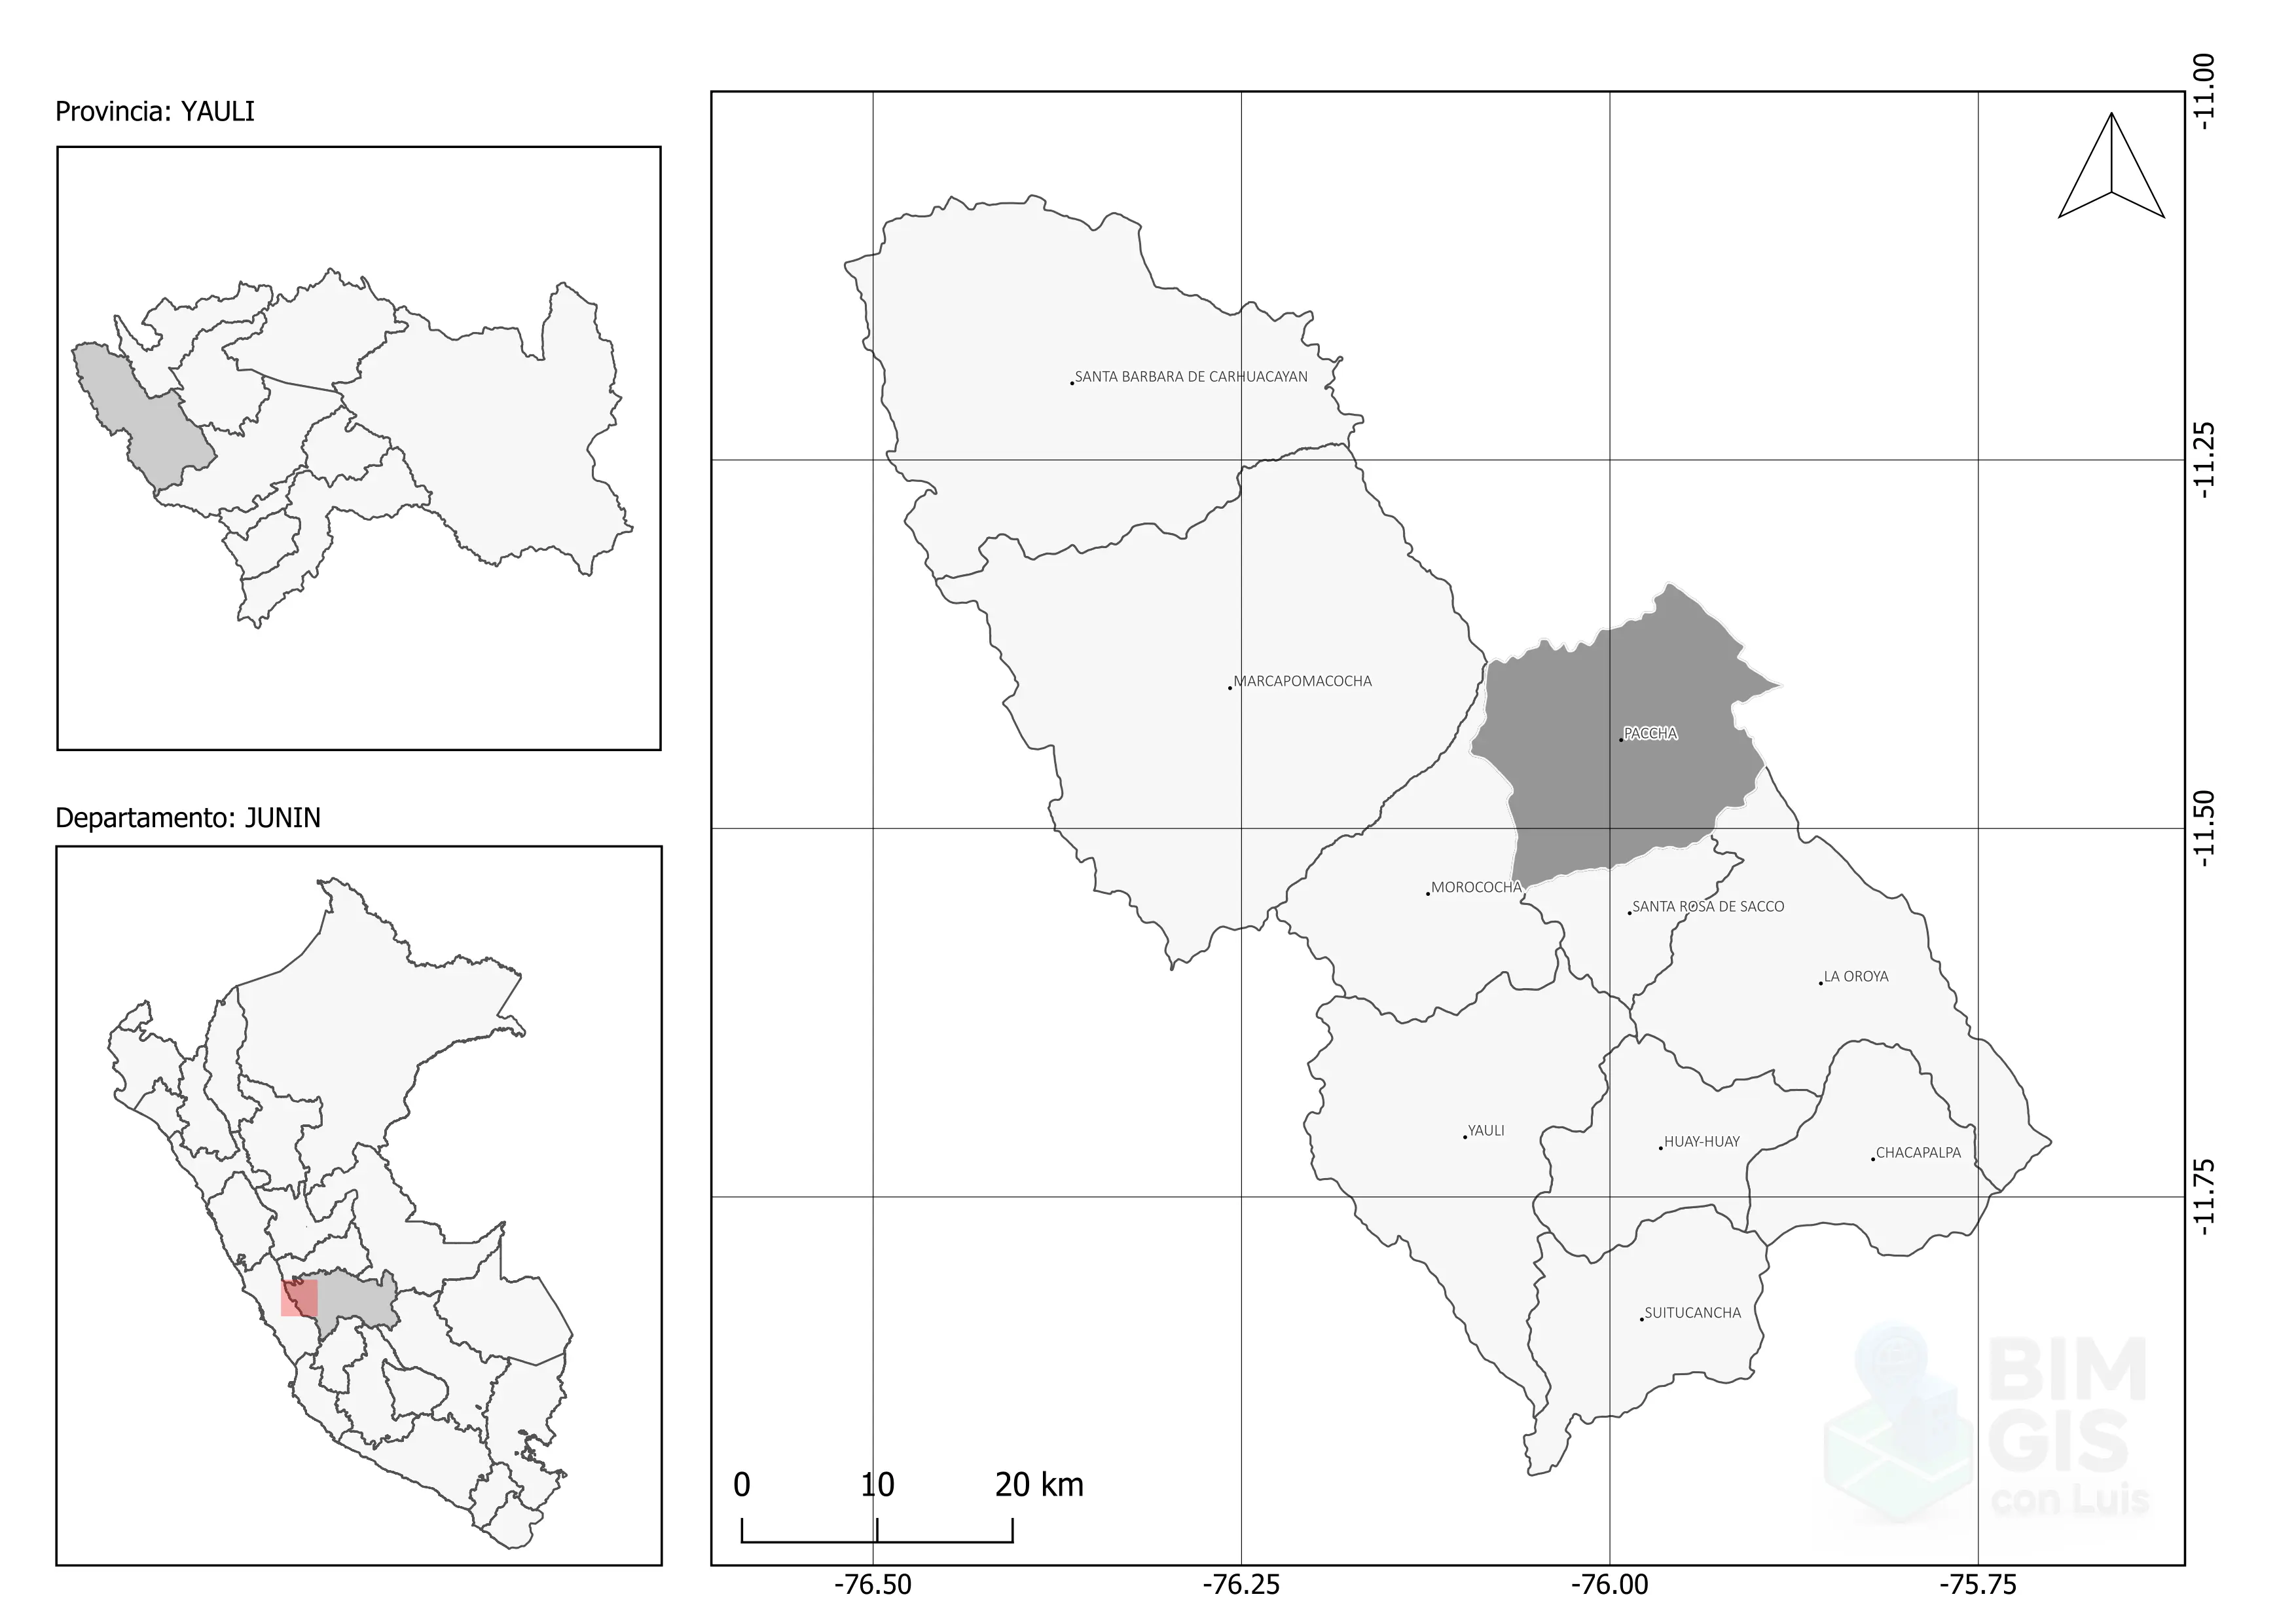 Provincia: YAULI
Departamento: JUNIN
SANTA BARBARA DE CARHUACAYAN
MARCAPOMACOCHA
PACCHA
MOROCOCHA
SANTA ROSA DE SACCO
LA OROYA
YAULI
HUAY-HUAY
CHACAPALPA
SUITUCANCHA
0 10 20 km
-76.50 -76.25 -76.00 -75.75
-11.00
-11.25
-11.50
-11.75
BIM
GIS
con Luis